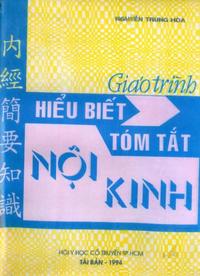 NGUYỄN TRUNG HÒA
內經簡要知識
Giáo trình
HIỂU BIẾT
TÓM TẮT
NỘI
KINH
HỘI Y HỌC CỔ TRUYỀN TP. HCM
TÁI BẢN - 1994